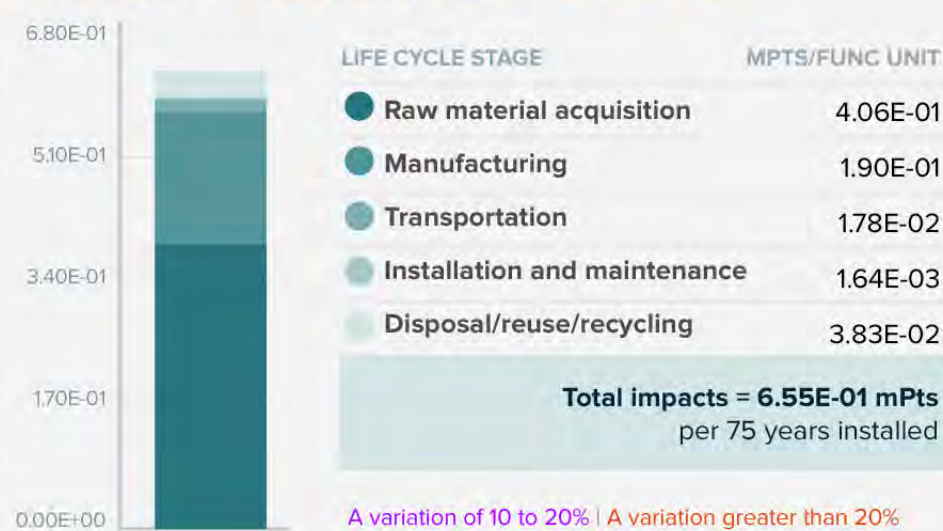 6.80E-01
5.10E-01
3.40E-01
1.70E-01
0.00E+00
LIFE CYCLE STAGE MPTS/FUNC UNIT
Raw material acquisition 4.06E-01
Manufacturing 1.90E-01
Transportation 1.78E-02
Installation and maintenance 1.64E-03
Disposal/reuse/recycling 3.83E-02
Total impacts = 6.55E-01 mPts
per 75 years installed
A variation of 10 to 20% | A variation greater than 20%